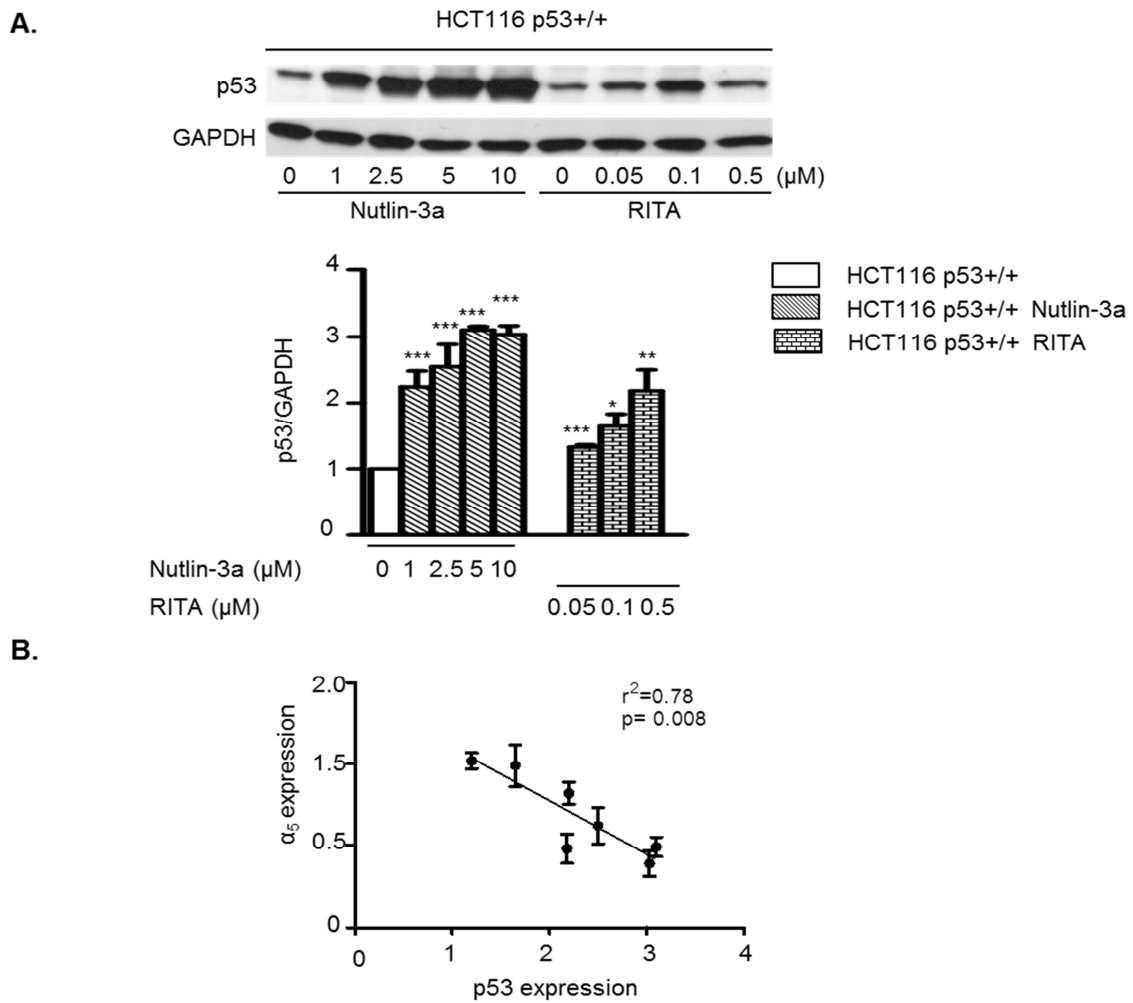 A.
HCT116 p53+/+
p53
GAPDH
0 1 2.5 5 10 0 0.05 0.1 0.5 (µM)
Nutlin-3a RITA
4
3
2
1
0
p53/GAPDH
*** *** *** *** *** * **
HCT116 p53+/+
HCT116 p53+/+ Nutlin-3a
HCT116 p53+/+ RITA
Nutlin-3a (µM) 0 1 2.5 5 10
RITA (µM) 0.05 0.1 0.5
B.
2.0
1.5
0.5
0
α5 expression
r2=0.78
p= 0.008
0 1 2 3 4
p53 expression